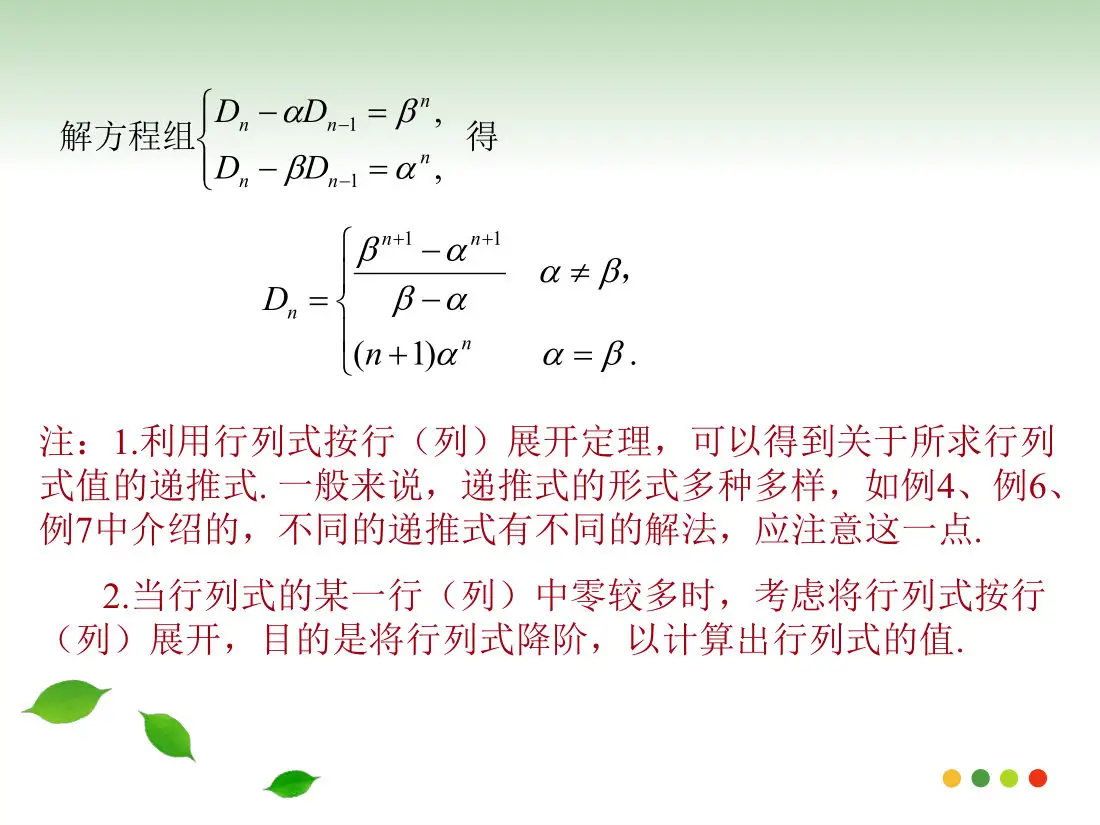 解方程组 { Dₙ − αDₙ₋₁ = βⁿ, 得
Dₙ − βDₙ₋₁ = αⁿ,
Dₙ = { (βⁿ⁺¹ − αⁿ⁺¹)/(β − α) α ≠ β，
(n+1)αⁿ α = β .
注：1.利用行列式按行（列）展开定理，可以得到关于所求行列
式值的递推式. 一般来说，递推式的形式多种多样，如例4、例6、
例7中介绍的，不同的递推式有不同的解法，应注意这一点.
2.当行列式的某一行（列）中零较多时，考虑将行列式按行
（列）展开，目的是将行列式降阶，以计算出行列式的值.